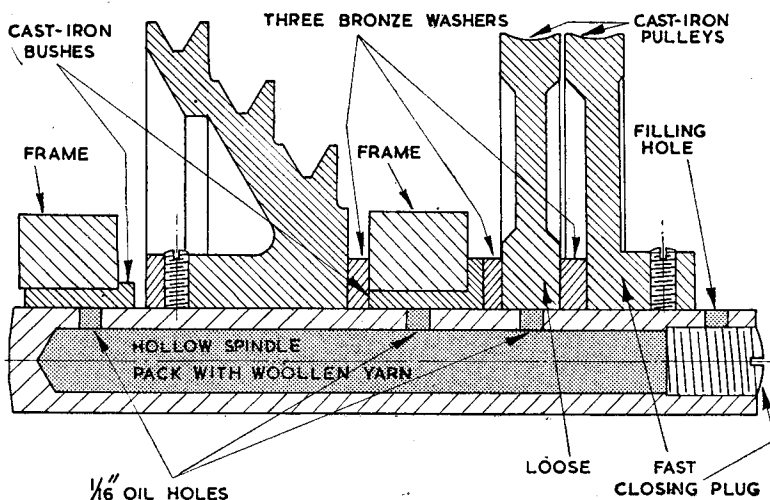 THREE BRONZE WASHERS
CAST-IRON
PULLEYS
CAST-IRON
BUSHES
FRAME
FRAME
FILLING
HOLE
HOLLOW SPINDLE
PACK WITH WOOLLEN YARN
1/16" OIL HOLES
LOOSE
FAST
CLOSING PLUG